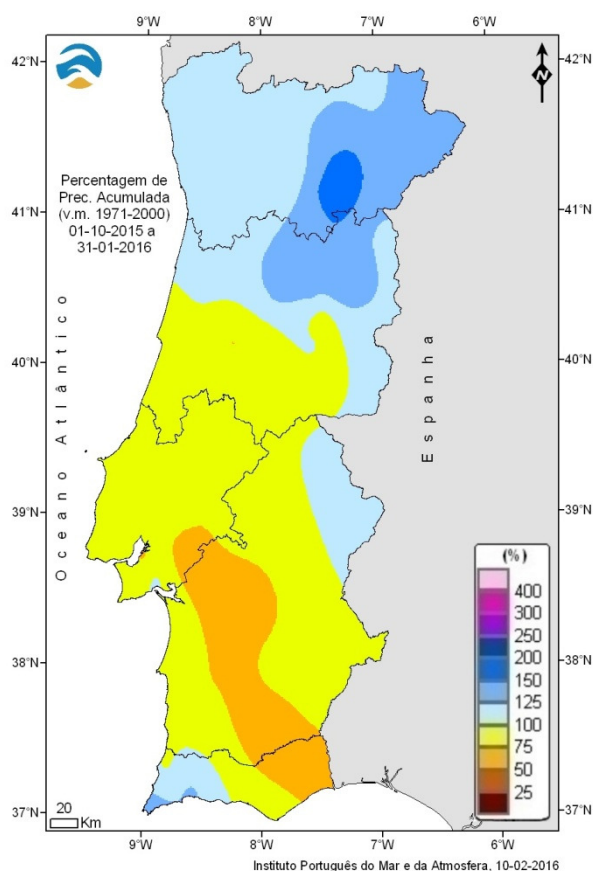 9°W
8°W
7°W
6°W
42°N
42°N
N
Percentagem de
Prec. Acumulada
(v.m. 1971-2000)
01-10-2015 a
31-01-2016
41°N
41°N
Oceano Atlântico
Espanha
40°N
40°N
39°N
39°N
(%)
400
300
250
200
150
125
100
75
50
25
38°N
38°N
37°N
37°N
20
Km
9°W
8°W
7°W
6°W
Instituto Português do Mar e da Atmosfera, 10-02-2016